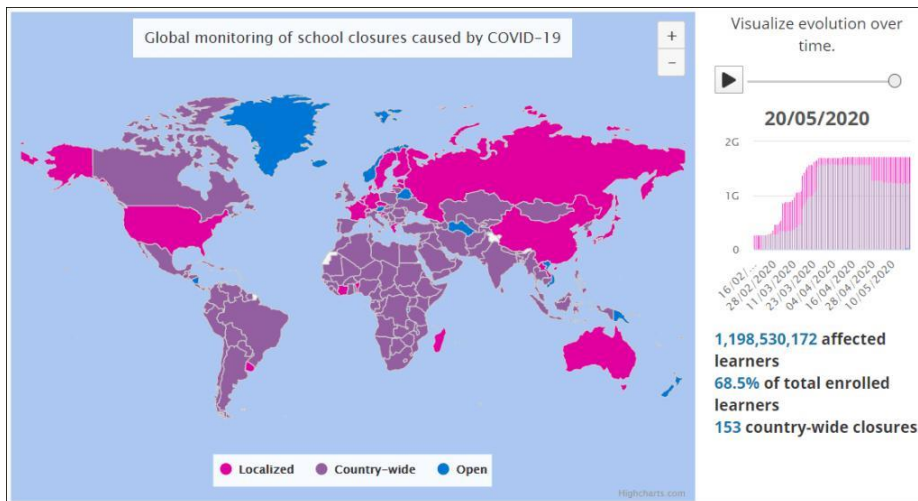 Global monitoring of school closures caused by COVID-19
+
−
Localized
Country-wide
Open
Highcharts.com
Visualize evolution over
time.
20/05/2020
2G
1G
0
16/02/...
28/02/2020
11/03/2020
23/03/2020
04/04/2020
16/04/2020
28/04/2020
10/05/2020
1,198,530,172 affected
learners
68.5% of total enrolled
learners
153 country-wide closures